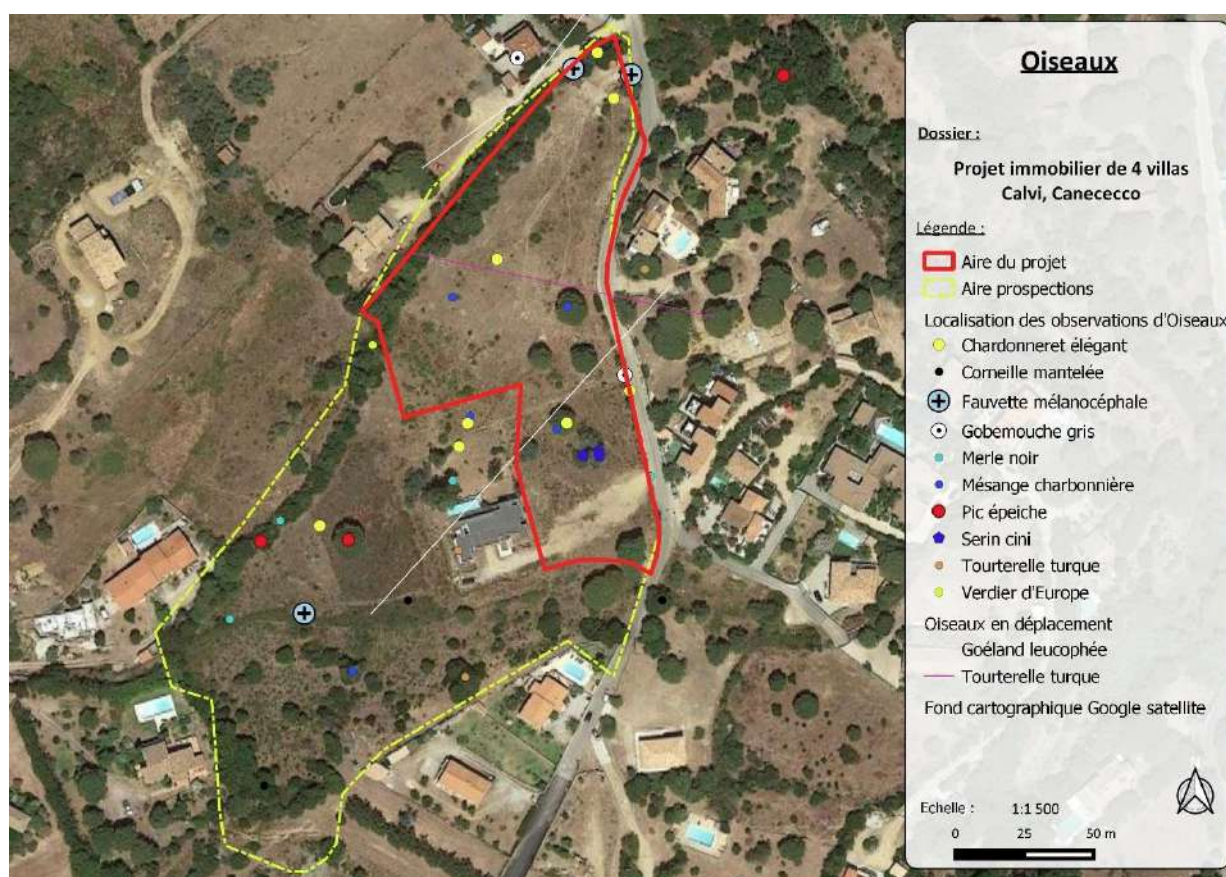 Oiseaux
Dossier :
Projet immobilier de 4 villas
Calvi, Canececco
Légende :
Aire du projet
Aire prospections
Localisation des observations d'Oiseaux
Chardonneret élégant
Corneille mantelée
Fauvette mélanocéphale
Gobemouche gris
Merle noir
Mésange charbonnière
Pic épeiche
Serin cini
Tourterelle turque
Verdier d'Europe
Oiseaux en déplacement
Goéland leucophée
Tourterelle turque
Fond cartographique Google satellite
Echelle : 1:1 500
0 25 50 m